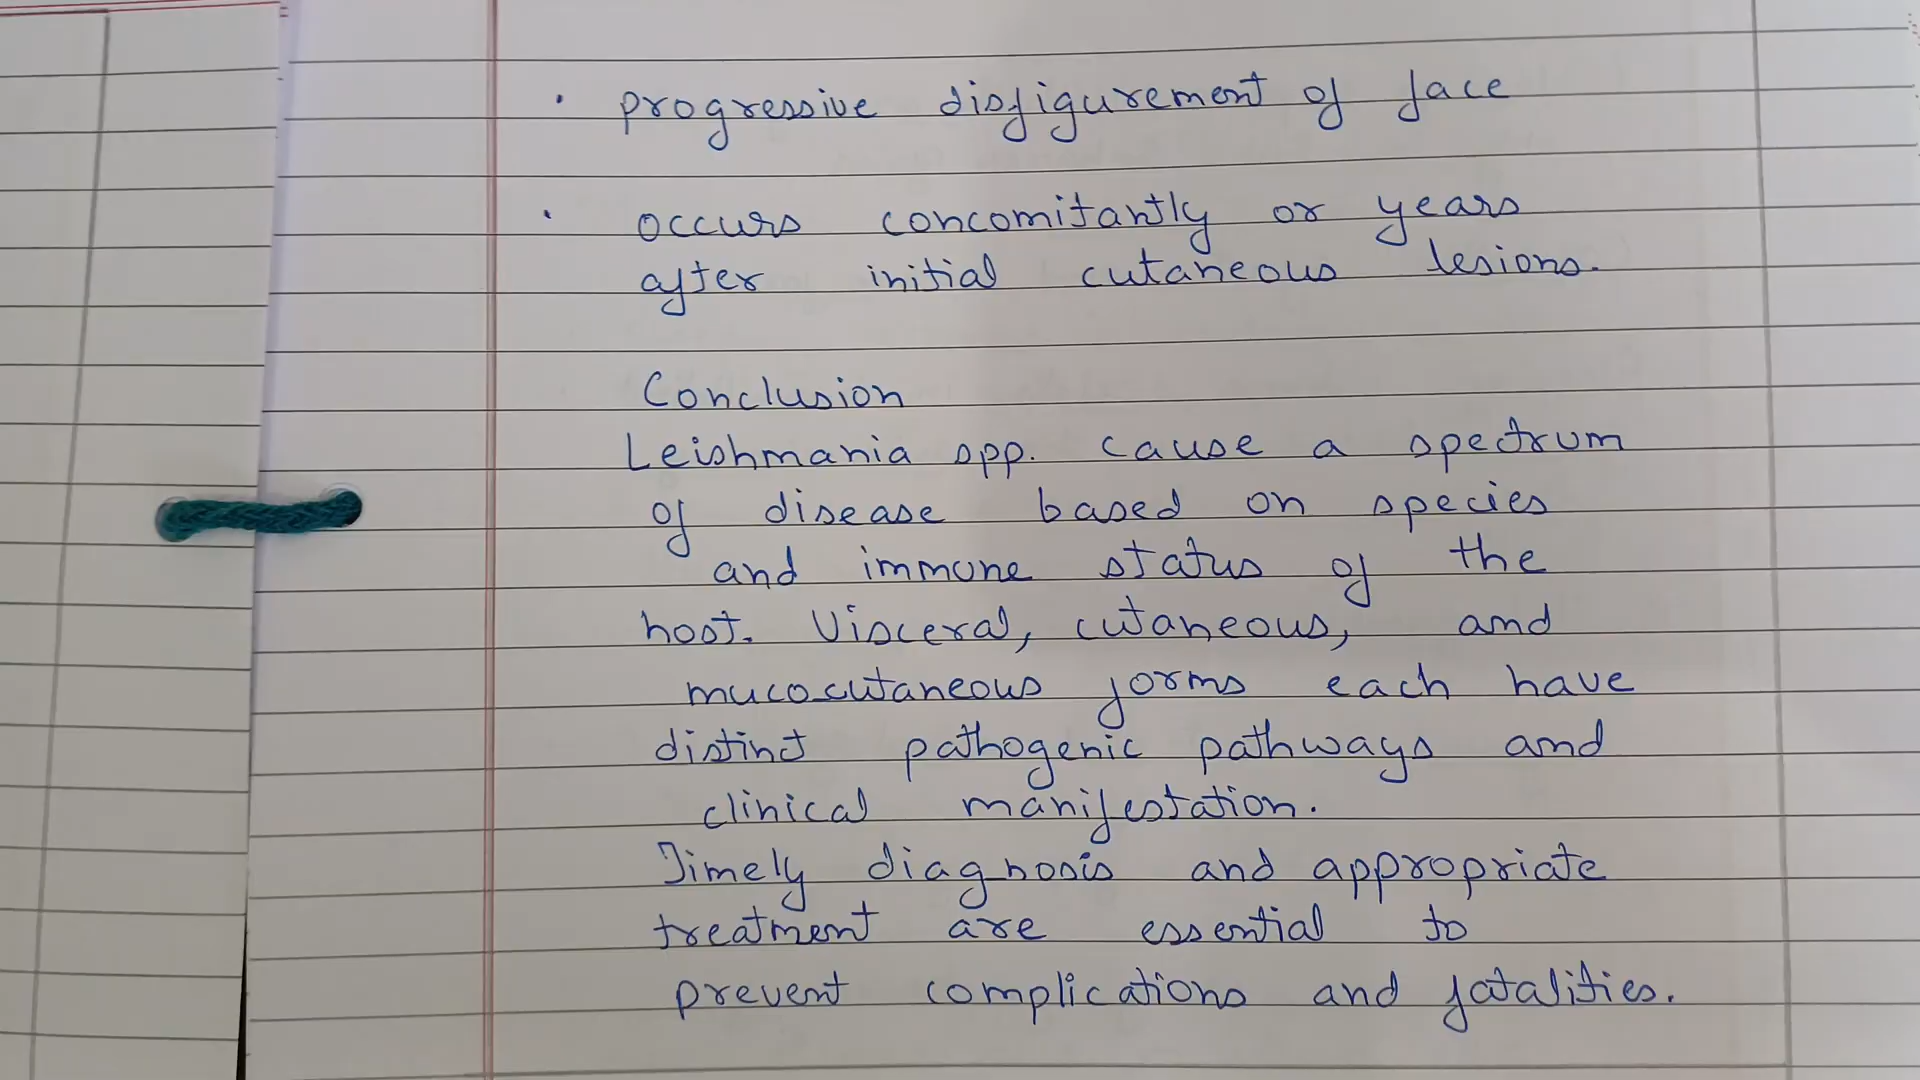 · progressive disfigurement of face
· occurs concomitantly or years
after initial cutaneous lesions.
Conclusion
Leishmania spp. cause a spectrum
of disease based on species
and immune status of the
host. Visceral, cutaneous, and
mucocutaneous forms each have
distinct pathogenic pathways and
clinical manifestation.
Timely diagnosis and appropriate
treatment are essential to
prevent complications and fatalities.